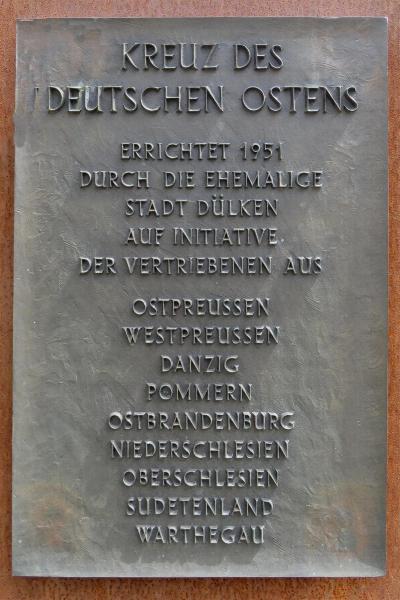 KREUZ DES
DEUTSCHEN OSTENS
ERRICHTET 1951
DURCH DIE EHEMALIGE
STADT DÜLKEN
AUF INITIATIVE
DER VERTRIEBENEN AUS
OSTPREUSSEN
WESTPREUSSEN
DANZIG
POMMERN
OSTBRANDENBURG
NIEDERSCHLESIEN
OBERSCHLESIEN
SUDETENLAND
WARTHEGAU